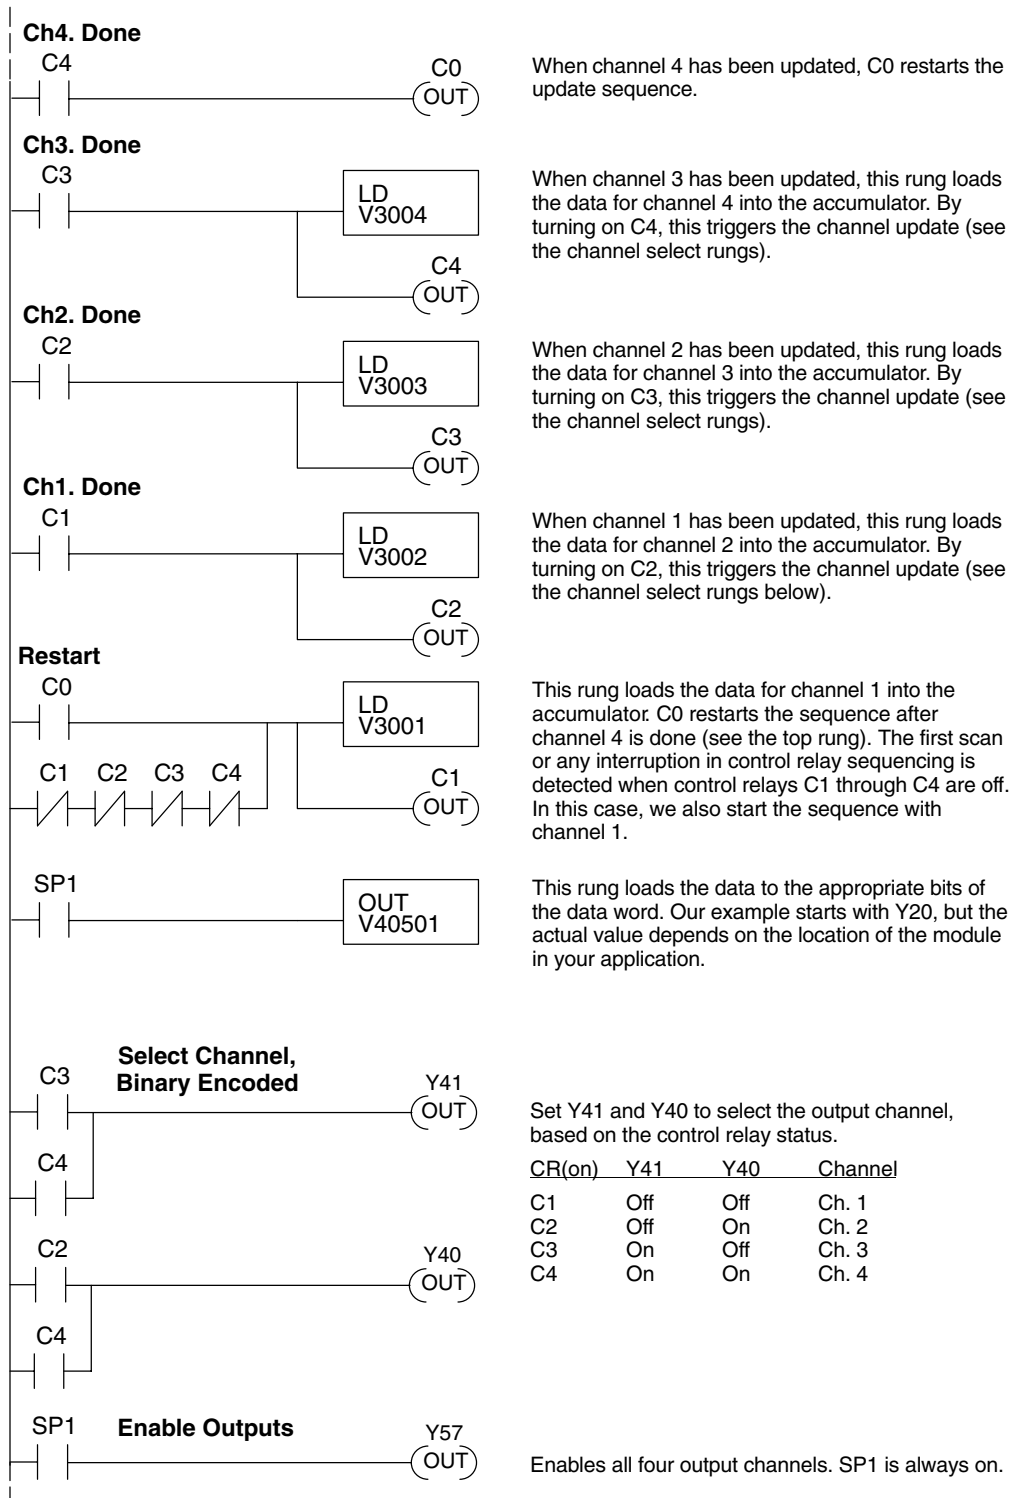 Ch4. Done
C4
C0
OUT
When channel 4 has been updated, C0 restarts the
update sequence.
Ch3. Done
C3
LD
V3004
C4
OUT
When channel 3 has been updated, this rung loads
the data for channel 4 into the accumulator. By
turning on C4, this triggers the channel update (see
the channel select rungs).
Ch2. Done
C2
LD
V3003
C3
OUT
When channel 2 has been updated, this rung loads
the data for channel 3 into the accumulator. By
turning on C3, this triggers the channel update (see
the channel select rungs).
Ch1. Done
C1
LD
V3002
C2
OUT
When channel 1 has been updated, this rung loads
the data for channel 2 into the accumulator. By
turning on C2, this triggers the channel update (see
the channel select rungs below).
Restart
C0
LD
V3001
C1 C2 C3 C4
C1
OUT
This rung loads the data for channel 1 into the
accumulator. C0 restarts the sequence after
channel 4 is done (see the top rung). The first scan
or any interruption in control relay sequencing is
detected when control relays C1 through C4 are off.
In this case, we also start the sequence with
channel 1.
SP1
OUT
V40501
This rung loads the data to the appropriate bits of
the data word. Our example starts with Y20, but the
actual value depends on the location of the module
in your application.
Select Channel,
Binary Encoded
C3
Y41
OUT
C4
Set Y41 and Y40 to select the output channel,
based on the control relay status.
CR(on) Y41 Y40 Channel
C1 Off Off Ch. 1
C2 Off On Ch. 2
C3 On Off Ch. 3
C4 On On Ch. 4
C2
Y40
OUT
C4
SP1
Enable Outputs
Y57
OUT
Enables all four output channels. SP1 is always on.